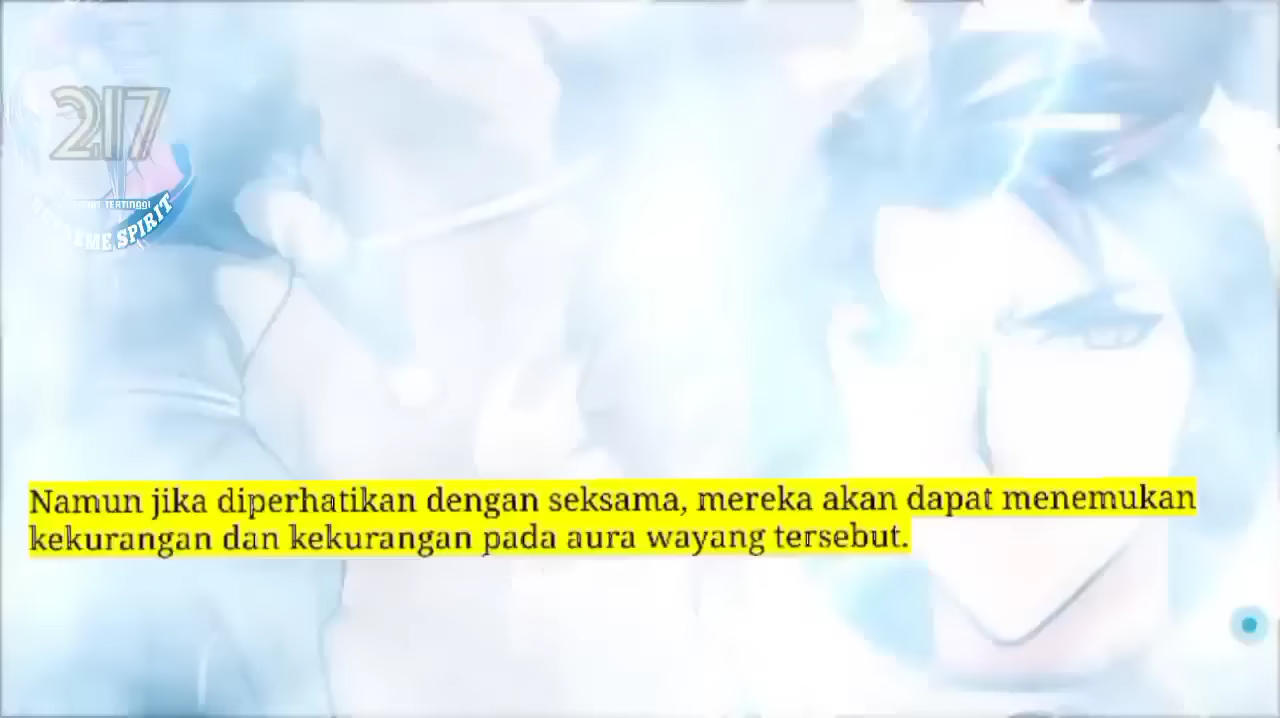 217
TERTINGGI
SUPREME SPIRIT
Namun jika diperhatikan dengan seksama, mereka akan dapat menemukan
kekurangan dan kekurangan pada aura wayang tersebut.